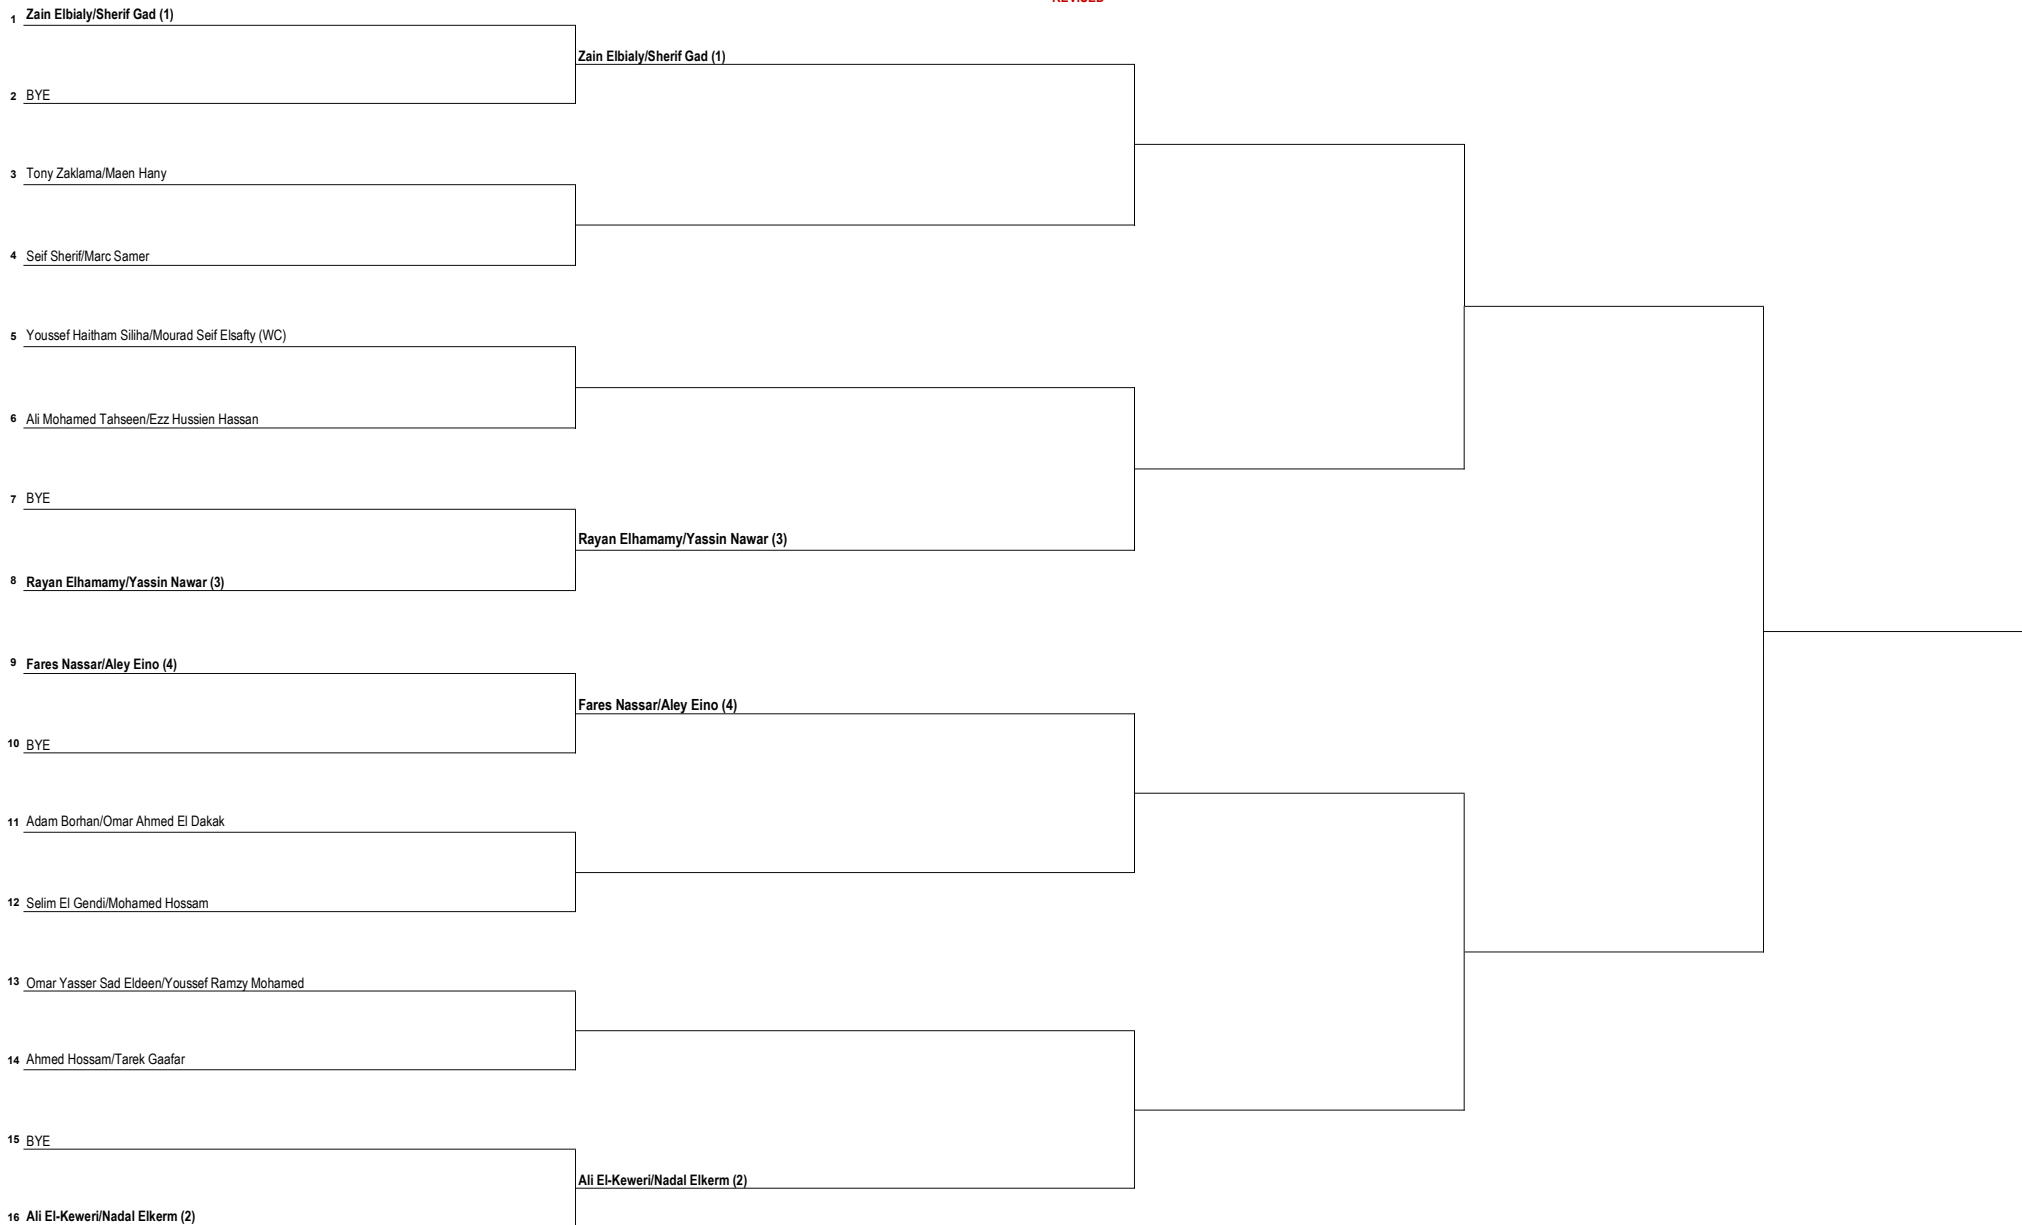 REVISED
1 Zain Elbialy/Sherif Gad (1)
Zain Elbialy/Sherif Gad (1)
2 BYE
3 Tony Zaklama/Maen Hany
4 Seif Sherif/Marc Samer
5 Youssef Haitham Siliha/Mourad Seif Elsafty (WC)
6 Ali Mohamed Tahseen/Ezz Hussien Hassan
7 BYE
Rayan Elhamamy/Yassin Nawar (3)
8 Rayan Elhamamy/Yassin Nawar (3)
9 Fares Nassar/Aley Eino (4)
Fares Nassar/Aley Eino (4)
10 BYE
11 Adam Borhan/Omar Ahmed El Dakak
12 Selim El Gendi/Mohamed Hossam
13 Omar Yasser Sad Eldeen/Youssef Ramzy Mohamed
14 Ahmed Hossam/Tarek Gaafar
15 BYE
Ali El-Keweri/Nadal Elkerm (2)
16 Ali El-Keweri/Nadal Elkerm (2)